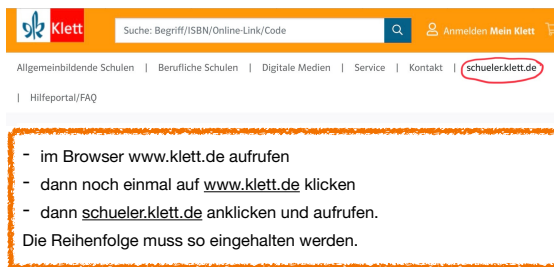 Klett
Suche: Begriff/ISBN/Online-Link/Code
Anmelden Mein Klett
Allgemeinbildende Schulen | Berufliche Schulen | Digitale Medien | Service | Kontakt | schueler.klett.de
| Hilfeportal/FAQ
- im Browser www.klett.de aufrufen
- dann noch einmal auf www.klett.de klicken
- dann schueler.klett.de anklicken und aufrufen.
Die Reihenfolge muss so eingehalten werden.